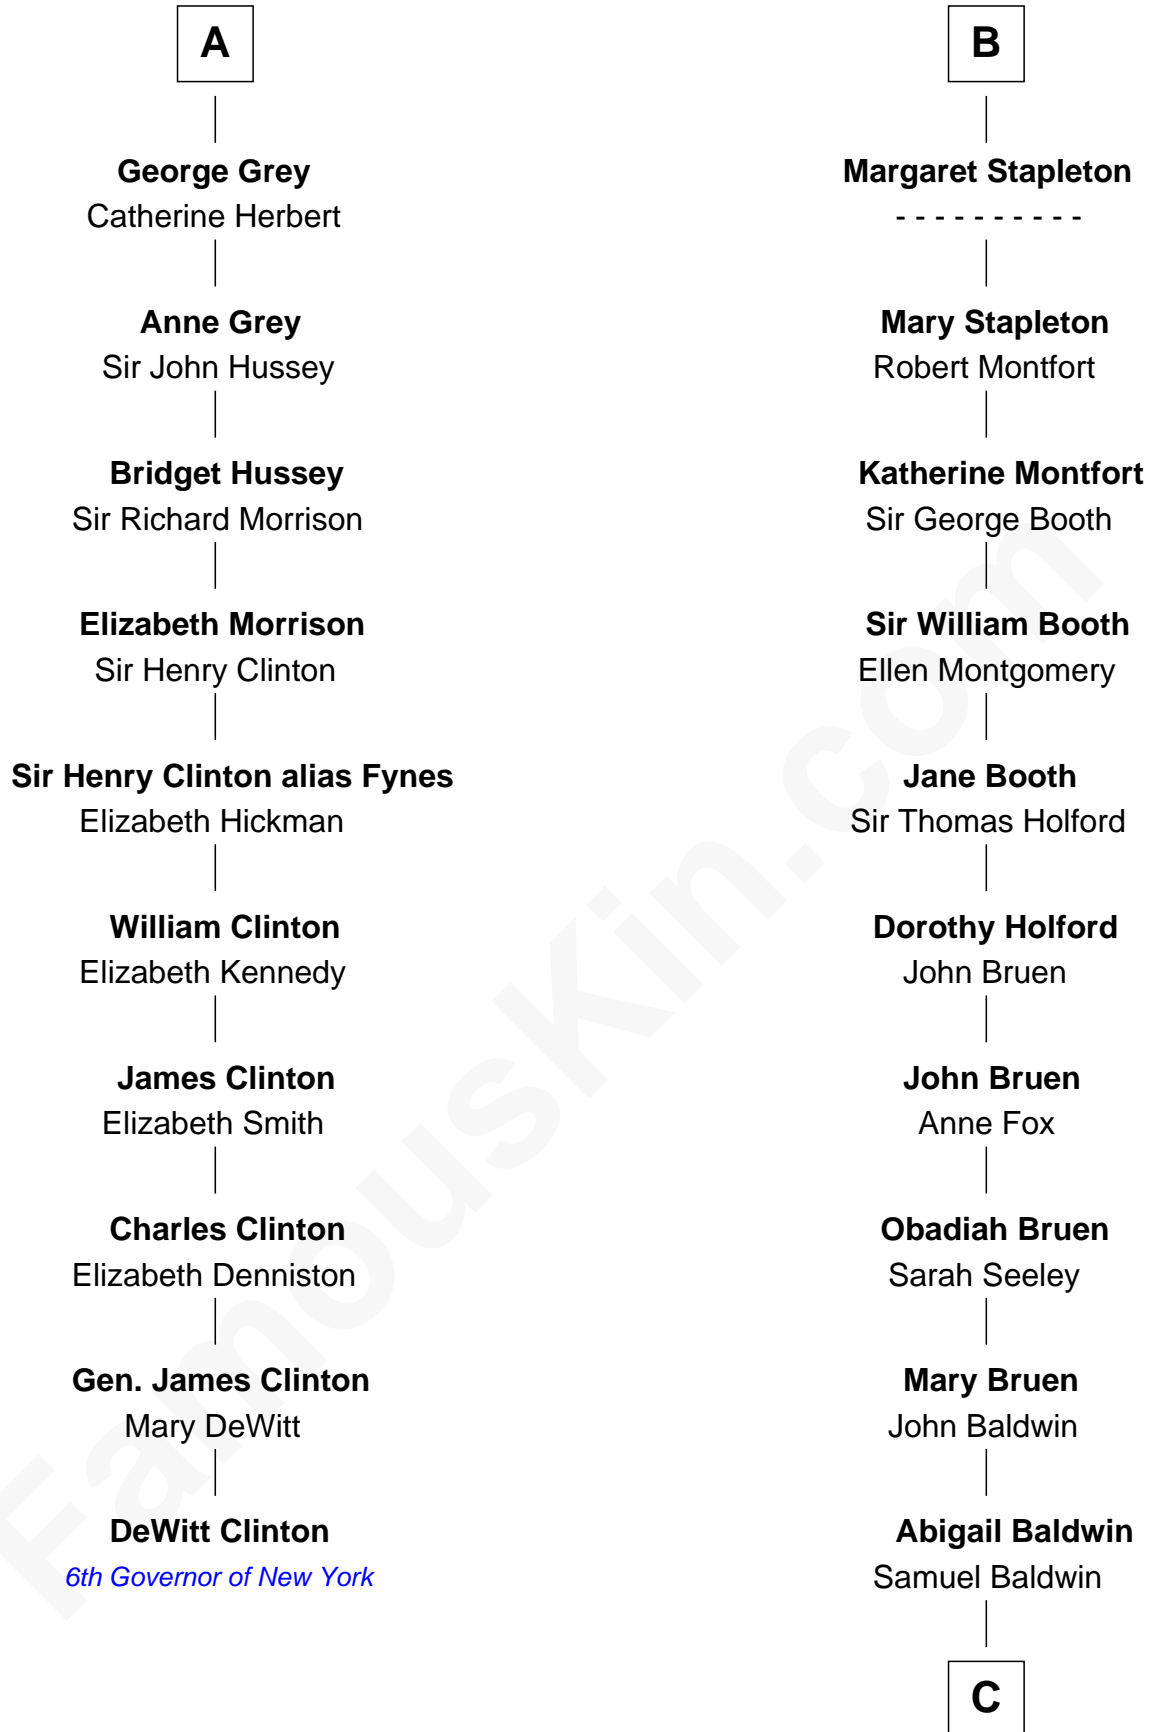 A
George Grey
Catherine Herbert
Anne Grey
Sir John Hussey
Bridget Hussey
Sir Richard Morrison
Elizabeth Morrison
Sir Henry Clinton
Sir Henry Clinton alias Fynes
Elizabeth Hickman
William Clinton
Elizabeth Kennedy
James Clinton
Elizabeth Smith
Charles Clinton
Elizabeth Denniston
Gen. James Clinton
Mary DeWitt
DeWitt Clinton
6th Governor of New York
B
Margaret Stapleton
- - - - - - - - - -
Mary Stapleton
Robert Montfort
Katherine Montfort
Sir George Booth
Sir William Booth
Ellen Montgomery
Jane Booth
Sir Thomas Holford
Dorothy Holford
John Bruen
John Bruen
Anne Fox
Obadiah Bruen
Sarah Seeley
Mary Bruen
John Baldwin
Abigail Baldwin
Samuel Baldwin
C
FamousKin.com